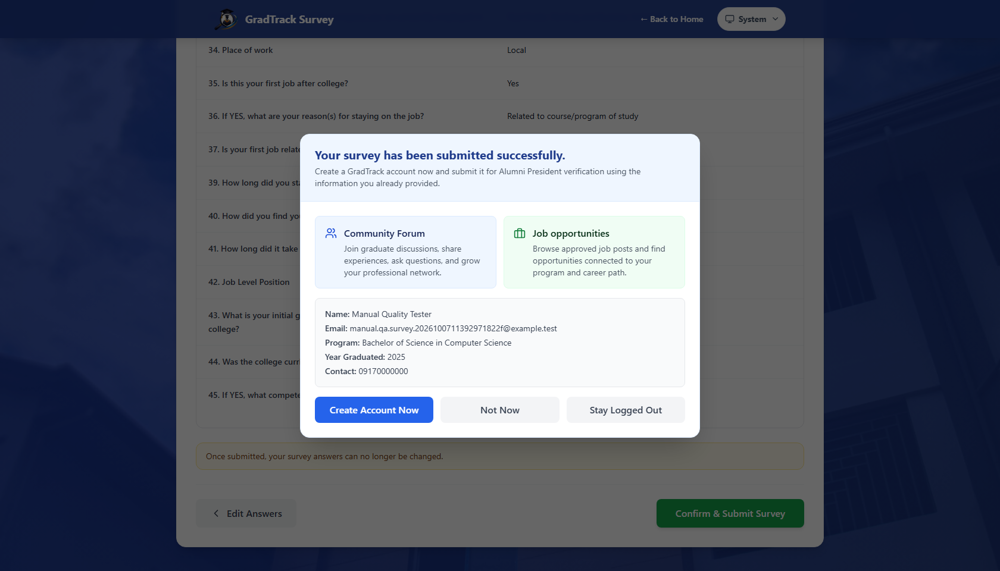 GradTrack Survey
← Back to Home
System
34. Place of work
Local
35. Is this your first job after college?
Yes
36. If YES, what are your reason(s) for staying on the job?
Related to course/program of study
37. Is your first job relate
39. How long did you sta
40. How did you find yo
41. How long did it take
42. Job Level Position
43. What is your initial g
college?
44. Was the college curr
45. If YES, what compete
Your survey has been submitted successfully.
Create a GradTrack account now and submit it for Alumni President verification using the
information you already provided.
Community Forum
Join graduate discussions, share
experiences, ask questions, and grow
your professional network.
Job opportunities
Browse approved job posts and find
opportunities connected to your
program and career path.
Name: Manual Quality Tester
Email: manual.qa.survey.2026100711392971822f@example.test
Program: Bachelor of Science in Computer Science
Year Graduated: 2025
Contact: 09170000000
Create Account Now
Not Now
Stay Logged Out
Once submitted, your survey answers can no longer be changed.
Edit Answers
Confirm & Submit Survey